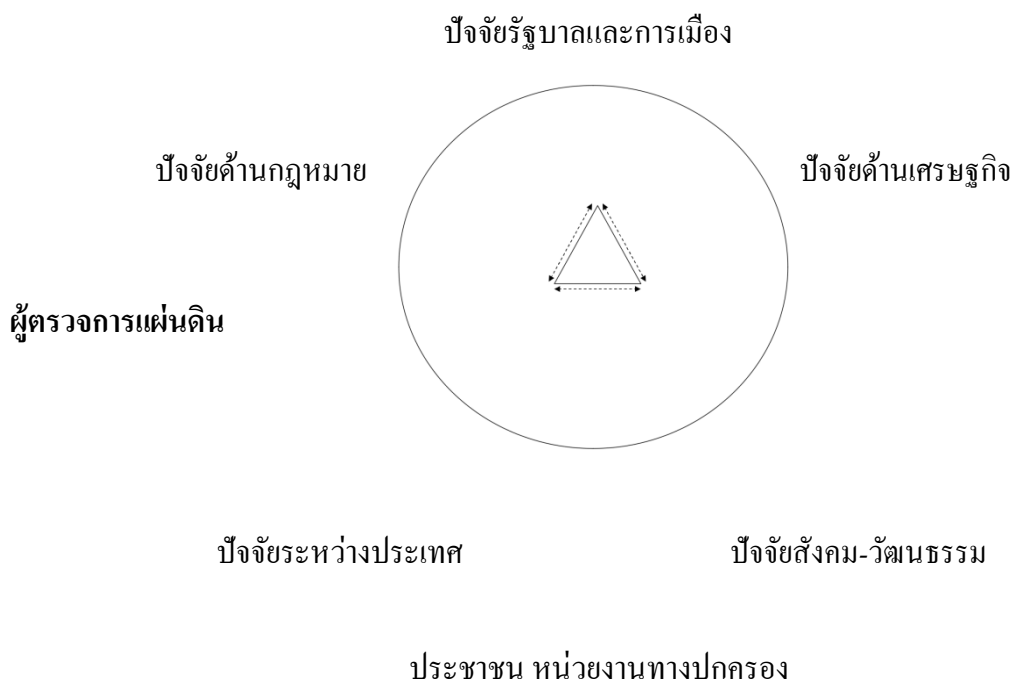 ปัจจัยรัฐบาลและการเมือง
ปัจจัยด้านกฎหมาย
ปัจจัยด้านเศรษฐกิจ
ผู้ตรวจการแผ่นดิน
ปัจจัยระหว่างประเทศ
ปัจจัยสังคม-วัฒนธรรม
ประชาชน หน่วยงานทางปกครอง